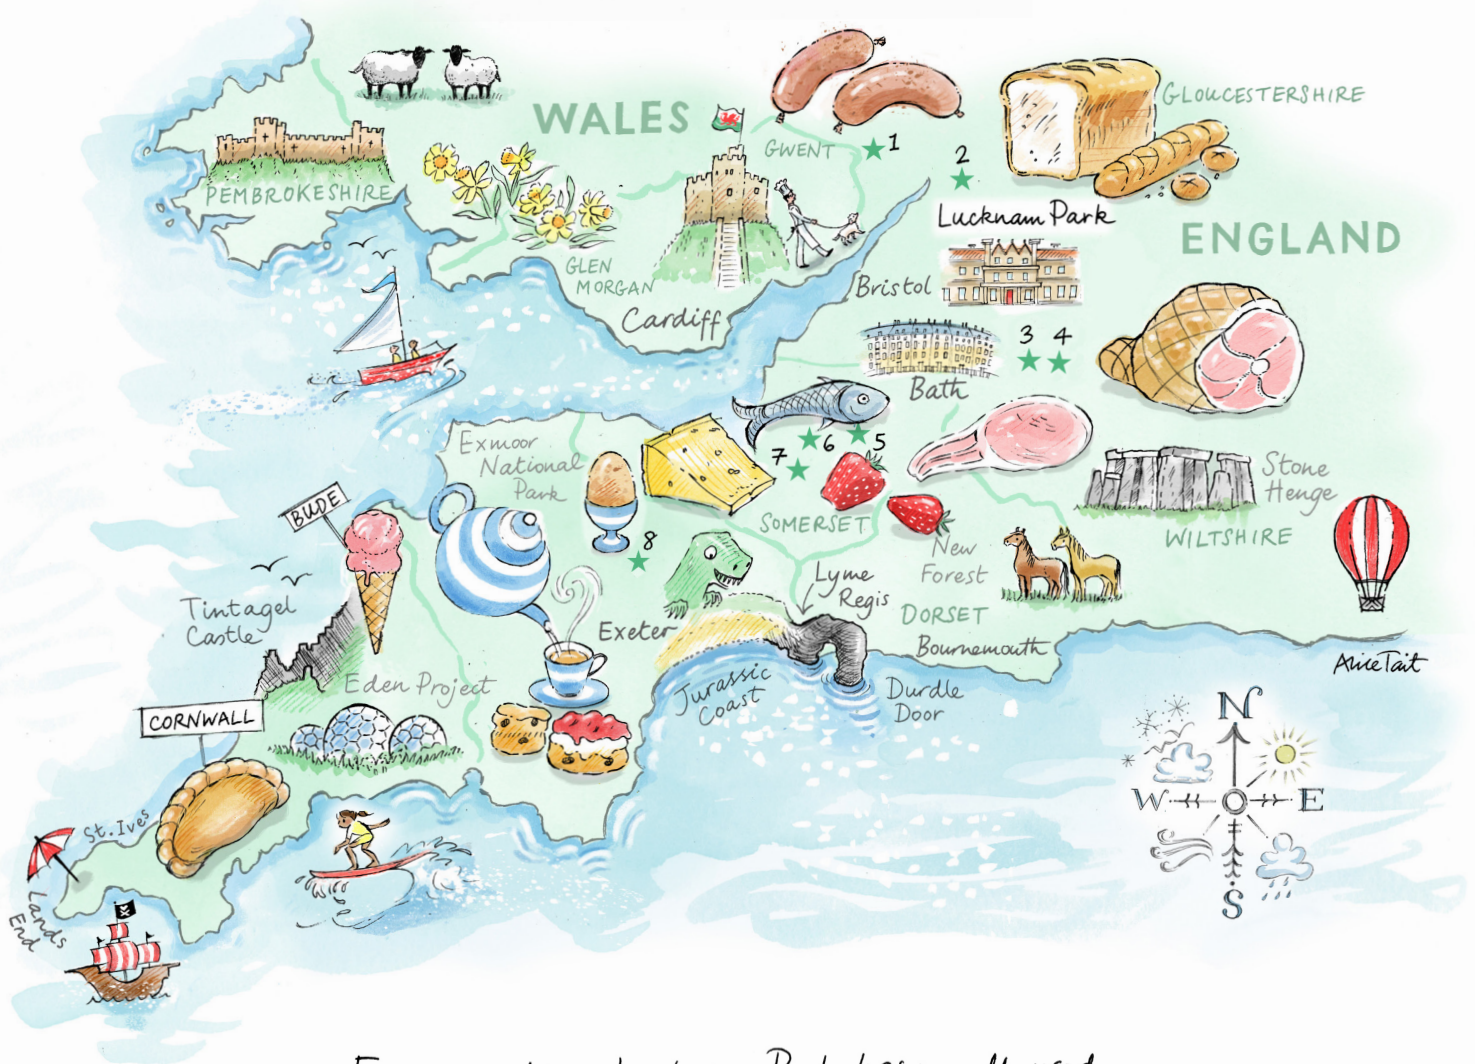 WALES
GLOUCESTERSHIRE
GWENT
1
2
PEMBROKESHIRE
Lucknam Park
ENGLAND
GLEN
MORGAN
Bristol
Cardiff
3 4
Bath
Exmoor
National
Park
5
6
7
Stone
Henge
BUDE
SOMERSET
WILTSHIRE
8
New
Forest
Lyme
Regis
Tintagel
Castle
DORSET
Exeter
Bournemouth
Alice Tait
Eden Project
Jurassic
Coast
Durdle
Door
CORNWALL
N
W E
S
St. Ives
Lands
End